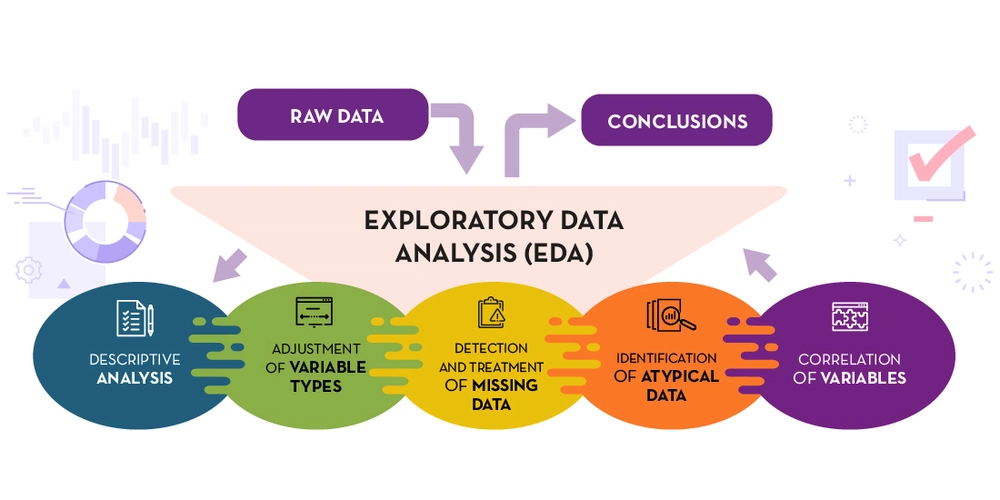 RAW DATA
CONCLUSIONS
EXPLORATORY DATA
ANALYSIS (EDA)
DESCRIPTIVE
ANALYSIS
ADJUSTMENT
OF VARIABLE
TYPES
DETECTION
AND TREATMENT
OF MISSING
DATA
IDENTIFICATION
OF ATYPICAL
DATA
CORRELATION
OF VARIABLES